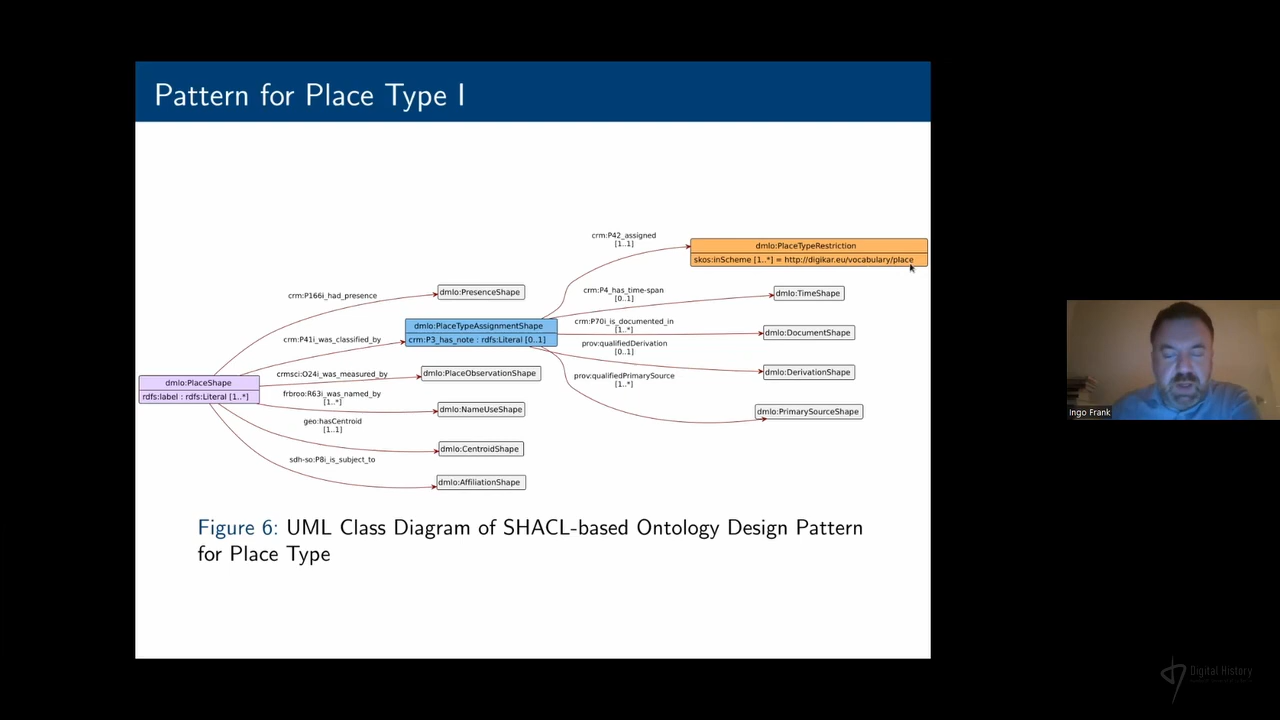 Pattern for Place Type I
crm:P42_assigned
[1..1]
dmlo:PlaceTypeRestriction
skos:inScheme [1..*] = http://digikar.eu/vocabulary/place
crm:P166i_had_presence
dmlo:PresenceShape
crm:P4_has_time-span
[0..1]
dmlo:TimeShape
dmlo:PlaceTypeAssignmentShape
crm:P3_has_note : rdfs:Literal [0..1]
crm:P70i_is_documented_in
[1..*]
dmlo:DocumentShape
crm:P41i_was_classified_by
prov:qualifiedDerivation
[0..1]
dmlo:DerivationShape
dmlo:PlaceShape
rdfs:label : rdfs:Literal [1..*]
crmsci:O24i_was_measured_by
dmlo:PlaceObservationShape
prov:qualifiedPrimarySource
[1..*]
dmlo:PrimarySourceShape
frbroo:R63i_was_named_by
[1..*]
dmlo:NameUseShape
geo:hasCentroid
[1..1]
dmlo:CentroidShape
sdh-so:P8i_is_subject_to
dmlo:AffiliationShape
Figure 6: UML Class Diagram of SHACL-based Ontology Design Pattern
for Place Type
Ingo Frank
Digital History